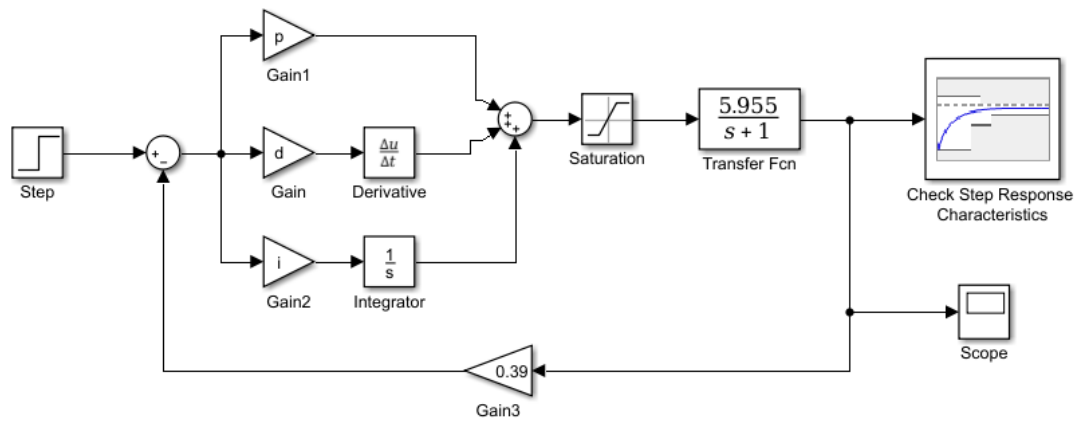 p
Gain1
Step
+
−
d
Gain
Δu
Δt
Derivative
i
Gain2
1
s
Integrator
+
+
+
Saturation
5.955
s + 1
Transfer Fcn
Check Step Response
Characteristics
Scope
0.39
Gain3